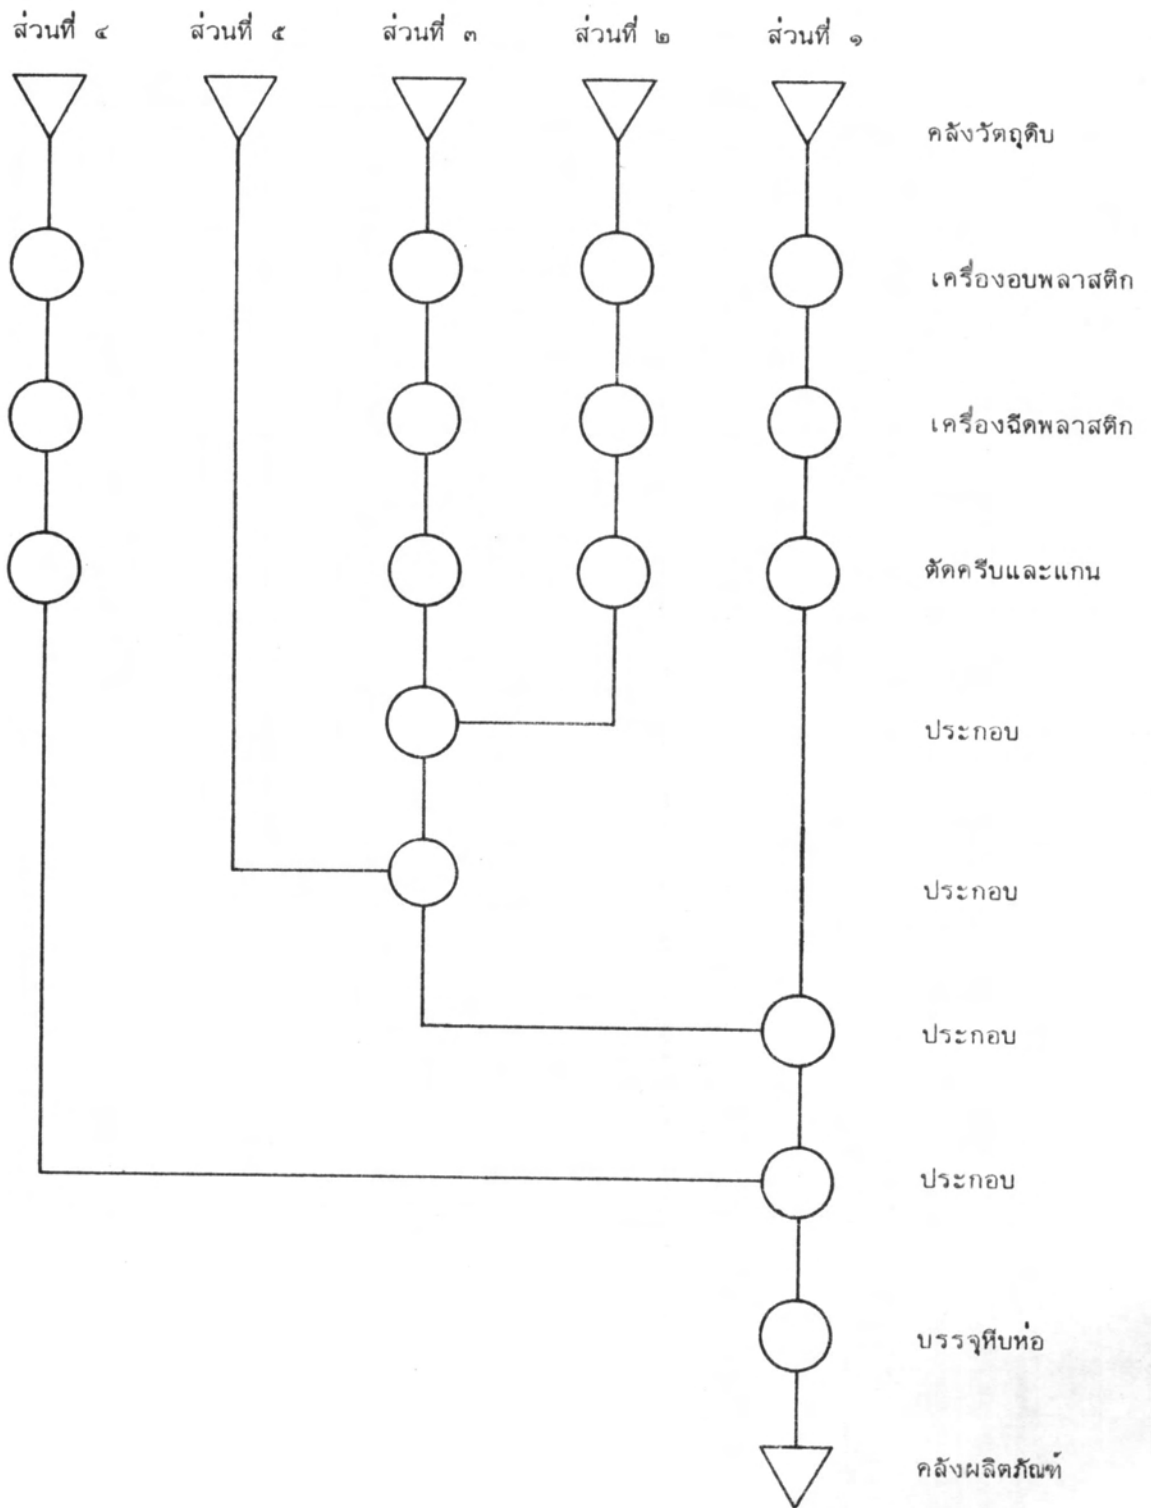 ส่วนที่ ๔ ส่วนที่ ๕ ส่วนที่ ๓ ส่วนที่ ๒ ส่วนที่ ๑
คลังวัตถุดิบ
เครื่องอบพลาสติก
เครื่องฉีดพลาสติก
ตัดครีบและแกน
ประกอบ
ประกอบ
ประกอบ
ประกอบ
บรรจุหีบห่อ
คลังผลิตภัณฑ์